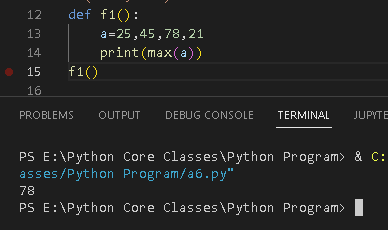 12 def f1():
13 a=25,45,78,21
14 print(max(a))
15 f1()
16
PROBLEMS OUTPUT DEBUG CONSOLE TERMINAL JUPYTE
PS E:\Python Core Classes\Python Program> & C:
asses/Python Program/a6.py"
78
PS E:\Python Core Classes\Python Program>